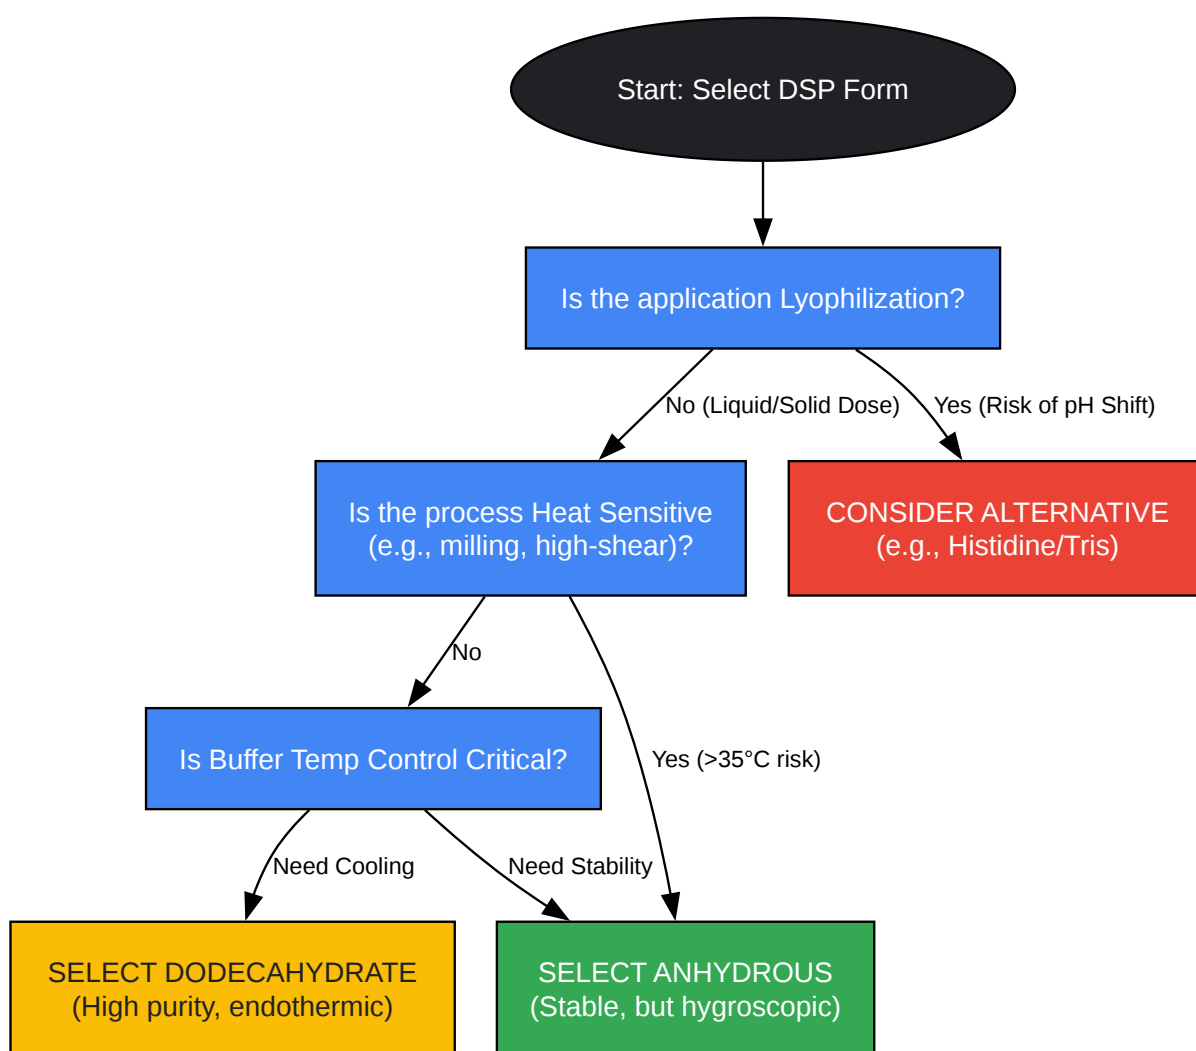 Start: Select DSP Form
Is the application Lyophilization?
No (Liquid/Solid Dose)
Yes (Risk of pH Shift)
Is the process Heat Sensitive
(e.g., milling, high-shear)?
CONSIDER ALTERNATIVE
(e.g., Histidine/Tris)
No
Yes (>35°C risk)
Is Buffer Temp Control Critical?
Need Cooling
Need Stability
SELECT DODECAHYDRATE
(High purity, endothermic)
SELECT ANHYDROUS
(Stable, but hygroscopic)